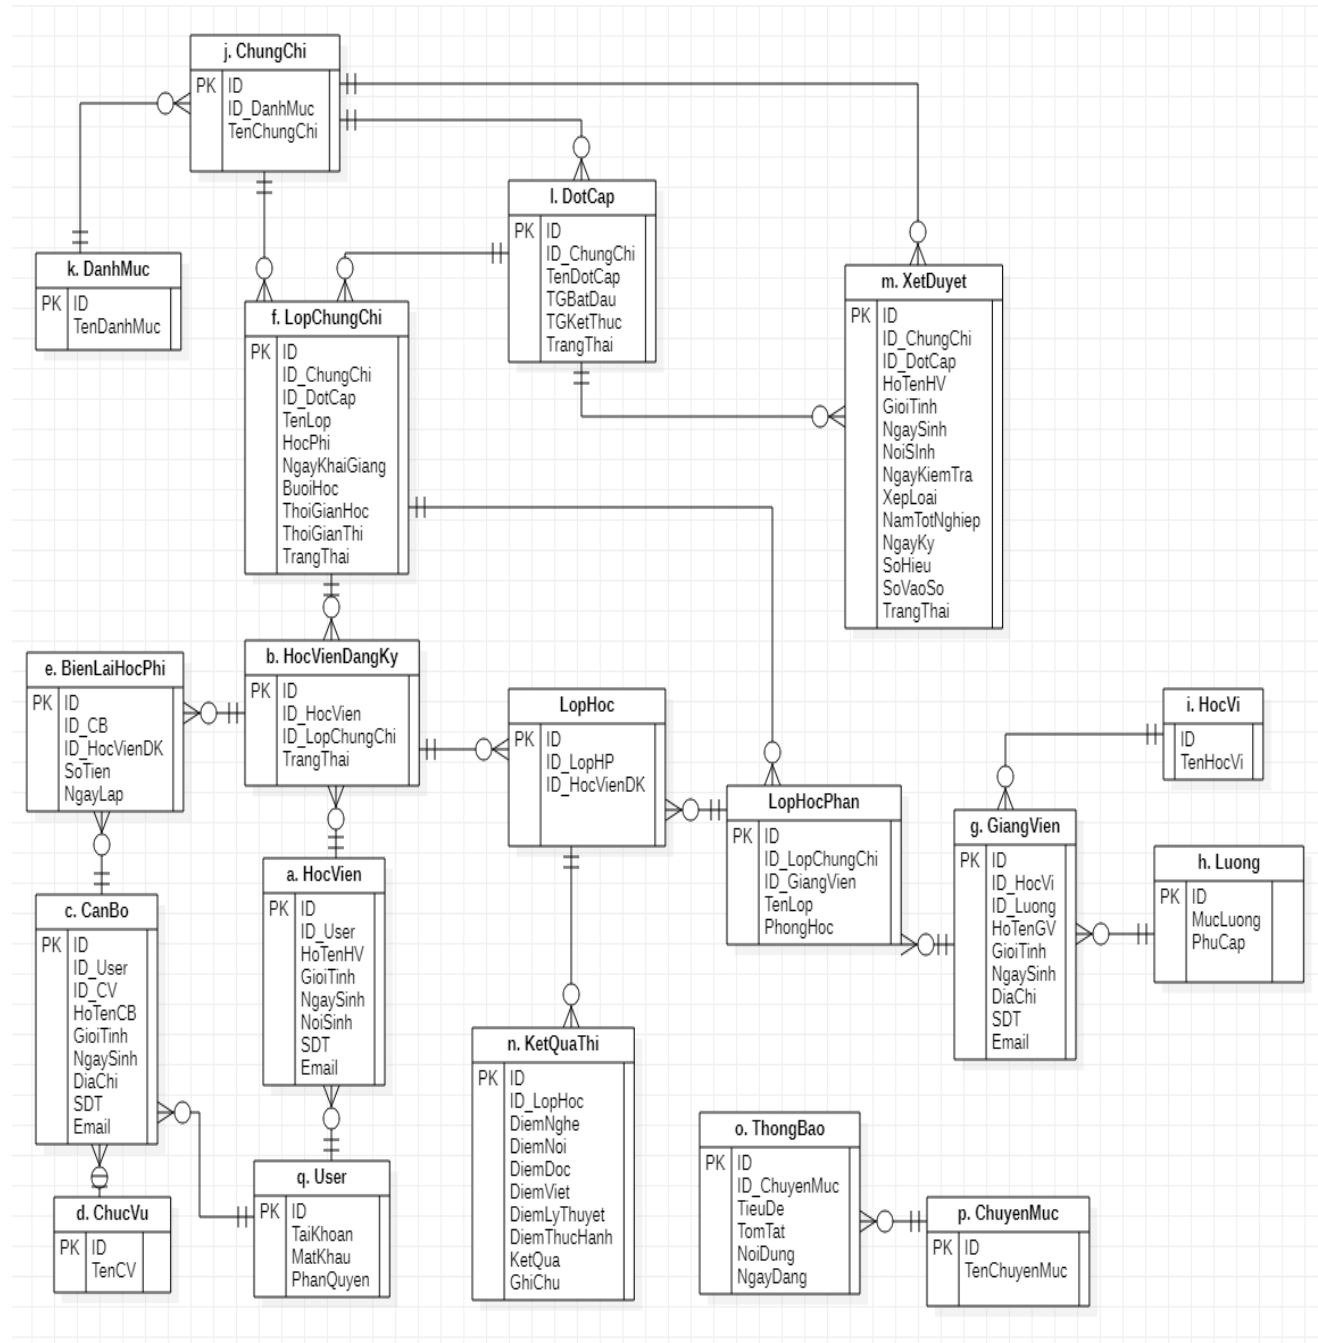 j. ChungChi
PK
ID
ID_DanhMuc
TenChungChi
k. DanhMuc
PK
ID
TenDanhMuc
l. DotCap
PK
ID
ID_ChungChi
TenDotCap
TGBatDau
TGKetThuc
TrangThai
m. XetDuyet
PK
ID
ID_ChungChi
ID_DotCap
HoTenHV
GioiTinh
NgaySinh
NoiSInh
NgayKiemTra
XepLoai
NamTotNghiep
NgayKy
SoHieu
SoVaoSo
TrangThai
f. LopChungChi
PK
ID
ID_ChungChi
ID_DotCap
TenLop
HocPhi
NgayKhaiGiang
BuoiHoc
ThoiGianHoc
ThoiGianThi
TrangThai
e. BienLaiHocPhi
PK
ID
ID_CB
ID_HocVienDK
SoTien
NgayLap
b. HocVienDangKy
PK
ID
ID_HocVien
ID_LopChungChi
TrangThai
LopHoc
PK
ID
ID_LopHP
ID_HocVienDK
LopHocPhan
PK
ID
ID_LopChungChi
ID_GiangVien
TenLop
PhongHoc
i. HocVi
ID
TenHocVi
g. GiangVien
PK
ID
ID_HocVi
ID_Luong
HoTenGV
GioiTinh
NgaySinh
DiaChi
SDT
Email
h. Luong
PK
ID
MucLuong
PhuCap
c. CanBo
PK
ID
ID_User
ID_CV
HoTenCB
GioiTinh
NgaySinh
DiaChi
SDT
Email
a. HocVien
PK
ID
ID_User
HoTenHV
GioiTinh
NgaySinh
NoiSinh
SDT
Email
n. KetQuaThi
PK
ID
ID_LopHoc
DiemNghe
DiemNoi
DiemDoc
DiemViet
DiemLyThuyet
DiemThucHanh
KetQua
GhiChu
d. ChucVu
PK
ID
TenCV
q. User
PK
ID
TaiKhoan
MatKhau
PhanQuyen
o. ThongBao
PK
ID
ID_ChuyenMuc
TieuDe
TomTat
NoiDung
NgayDang
p. ChuyenMuc
PK
ID
TenChuyenMuc